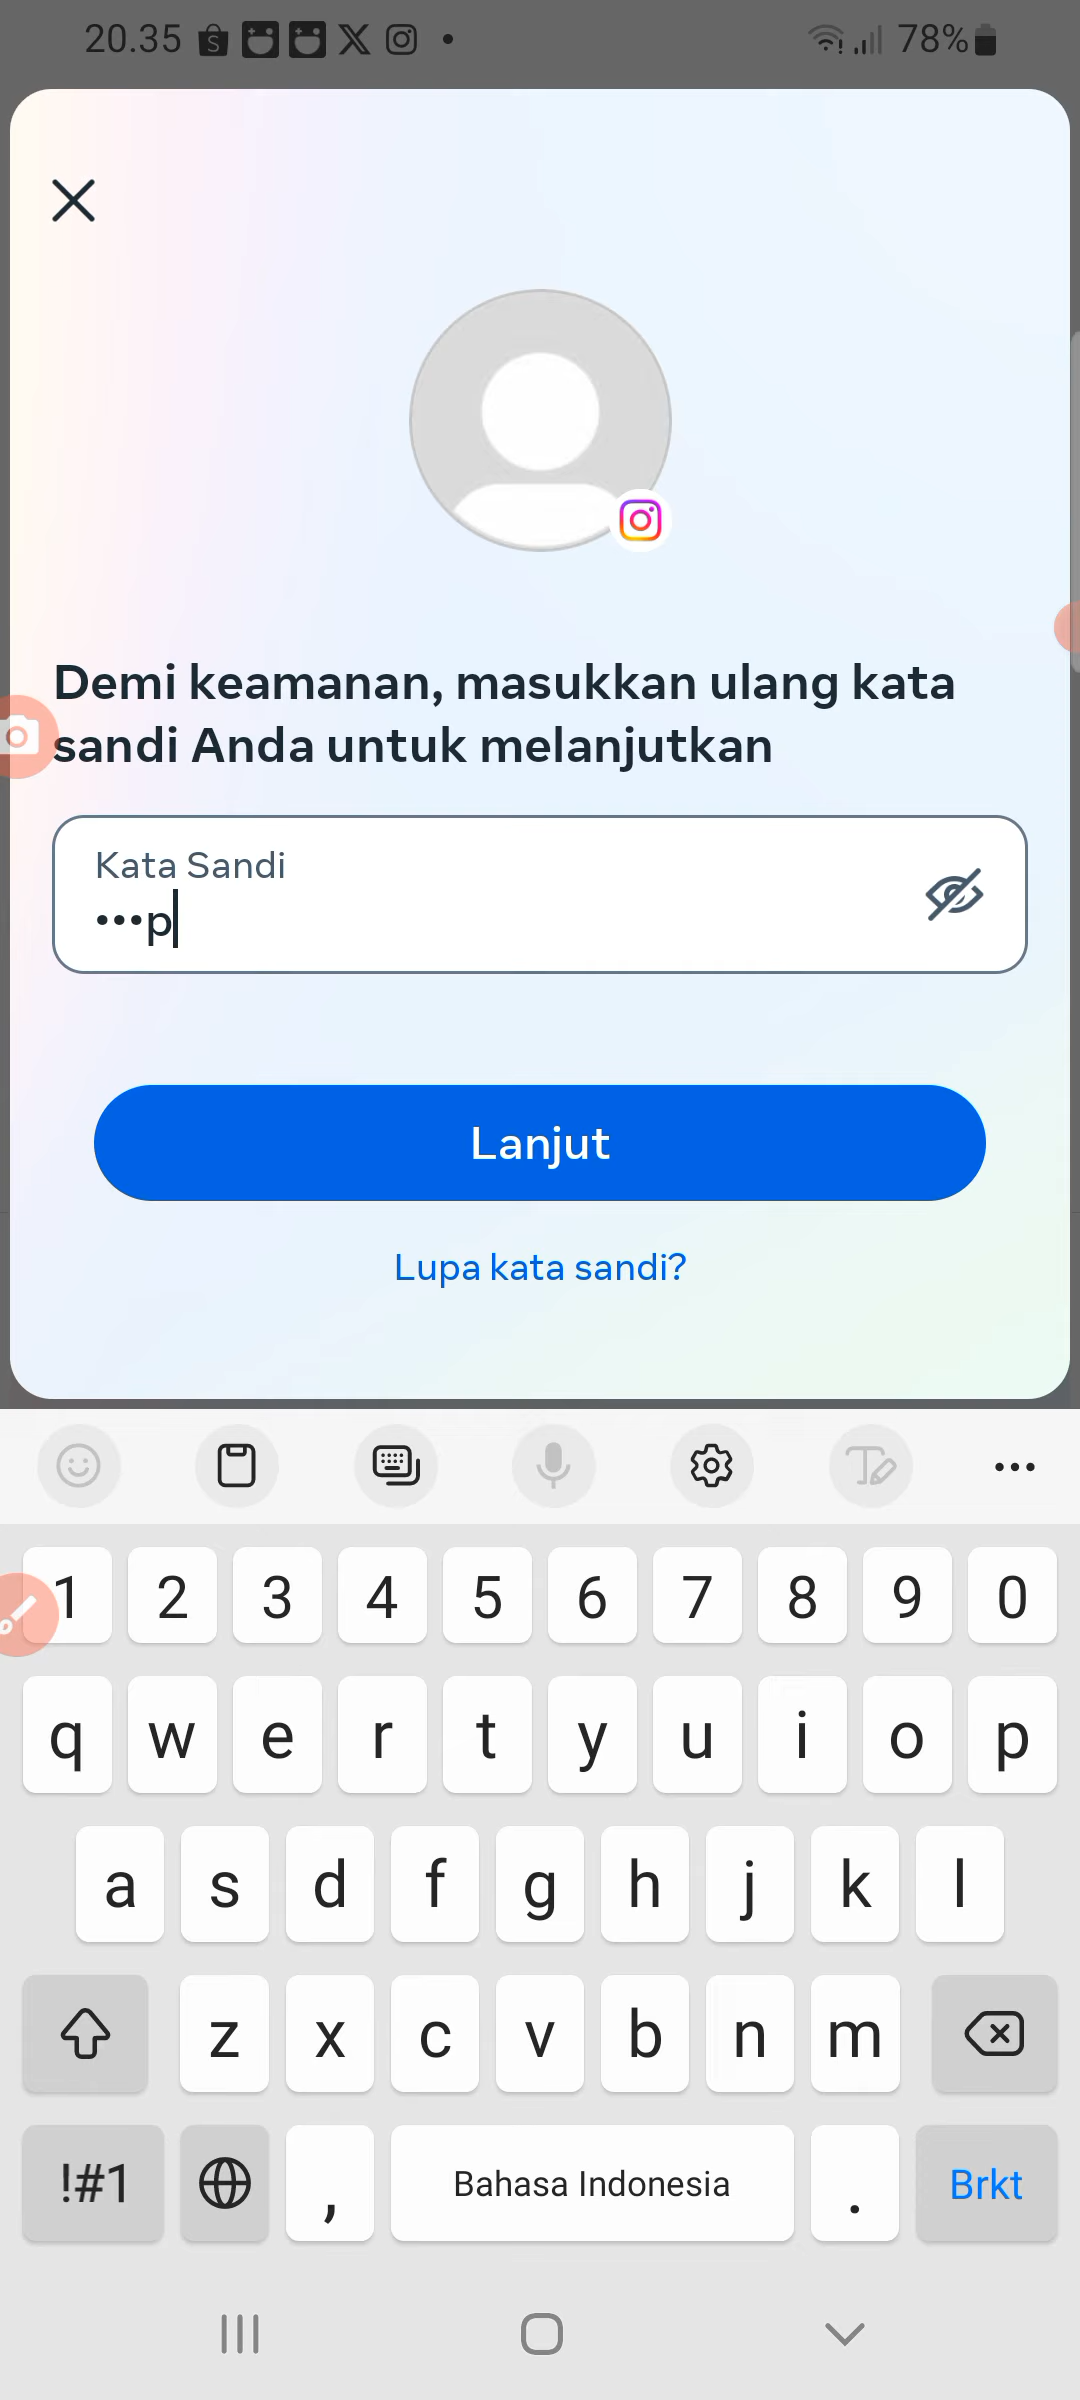 20.35 78%
Demi keamanan, masukkan ulang kata
sandi Anda untuk melanjutkan
Kata Sandi
•••p
Lanjut
Lupa kata sandi?
1 2 3 4 5 6 7 8 9 0
q w e r t y u i o p
a s d f g h j k l
z x c v b n m
!#1 , Bahasa Indonesia . Brkt